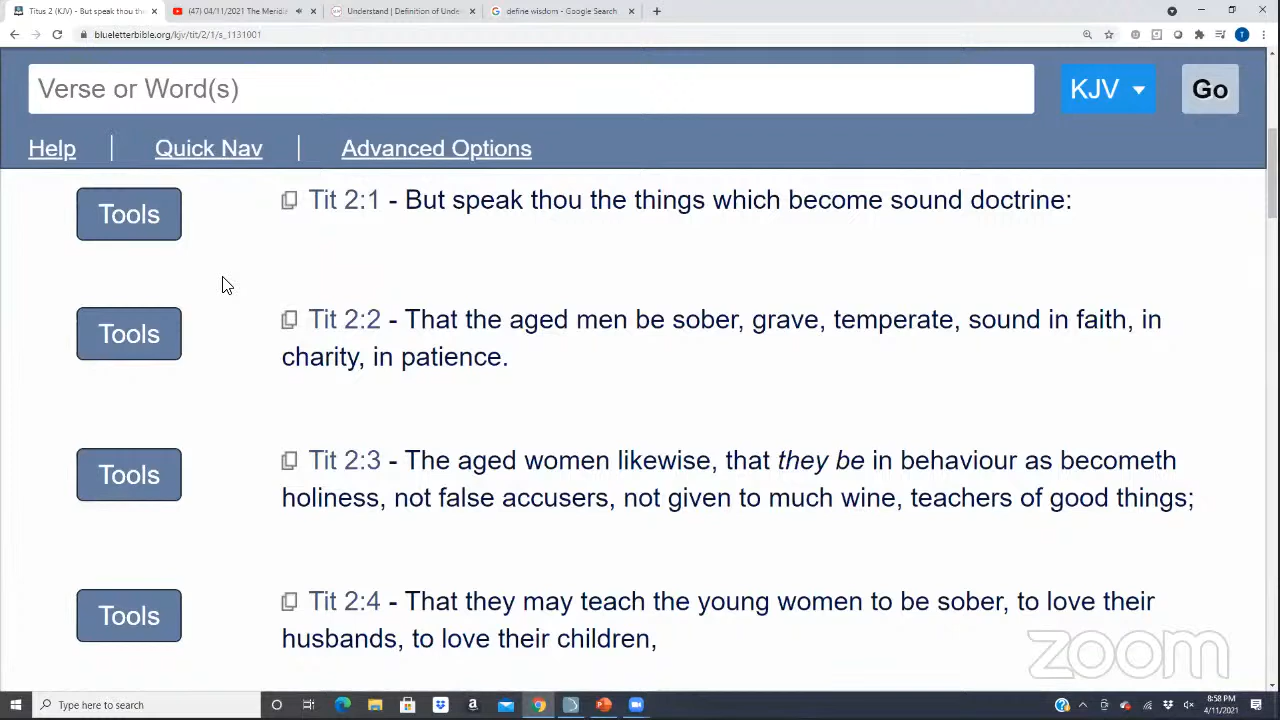 Titus 2 (KJV) - But speak thou th
(47) 04/11/2021 The Meridi
Understand | Definition of Unde
define wisdom - Google Search
blueletterbible.org/kjv/tit/2/1/s_1131001
T
Verse or Word(s)
KJV
Go
Help
Quick Nav
Advanced Options
Tools
Tit 2:1 - But speak thou the things which become sound doctrine:
Tools
Tit 2:2 - That the aged men be sober, grave, temperate, sound in faith, in
charity, in patience.
Tools
Tit 2:3 - The aged women likewise, that they be in behaviour as becometh
holiness, not false accusers, not given to much wine, teachers of good things;
Tools
Tit 2:4 - That they may teach the young women to be sober, to love their
husbands, to love their children,
zoom
Type here to search
8:58 PM
4/11/2021